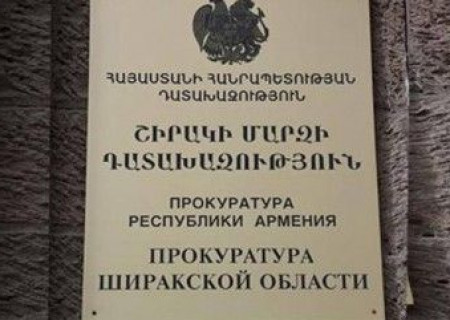 ՀԱՅԱՍՏԱՆԻ ՀԱՆՐԱՊԵՏՈՒԹՅԱՆ
ԴԱՏԱԽԱԶՈՒԹՅՈՒՆ
ՇԻՐԱԿԻ ՄԱՐԶԻ
ԴԱՏԱԽԱԶՈՒԹՅՈՒՆ
ПРОКУРАТУРА
РЕСПУБЛИКИ АРМЕНИЯ
ПРОКУРАТУРА
ШИРАКСКОЙ ОБЛАСТИ